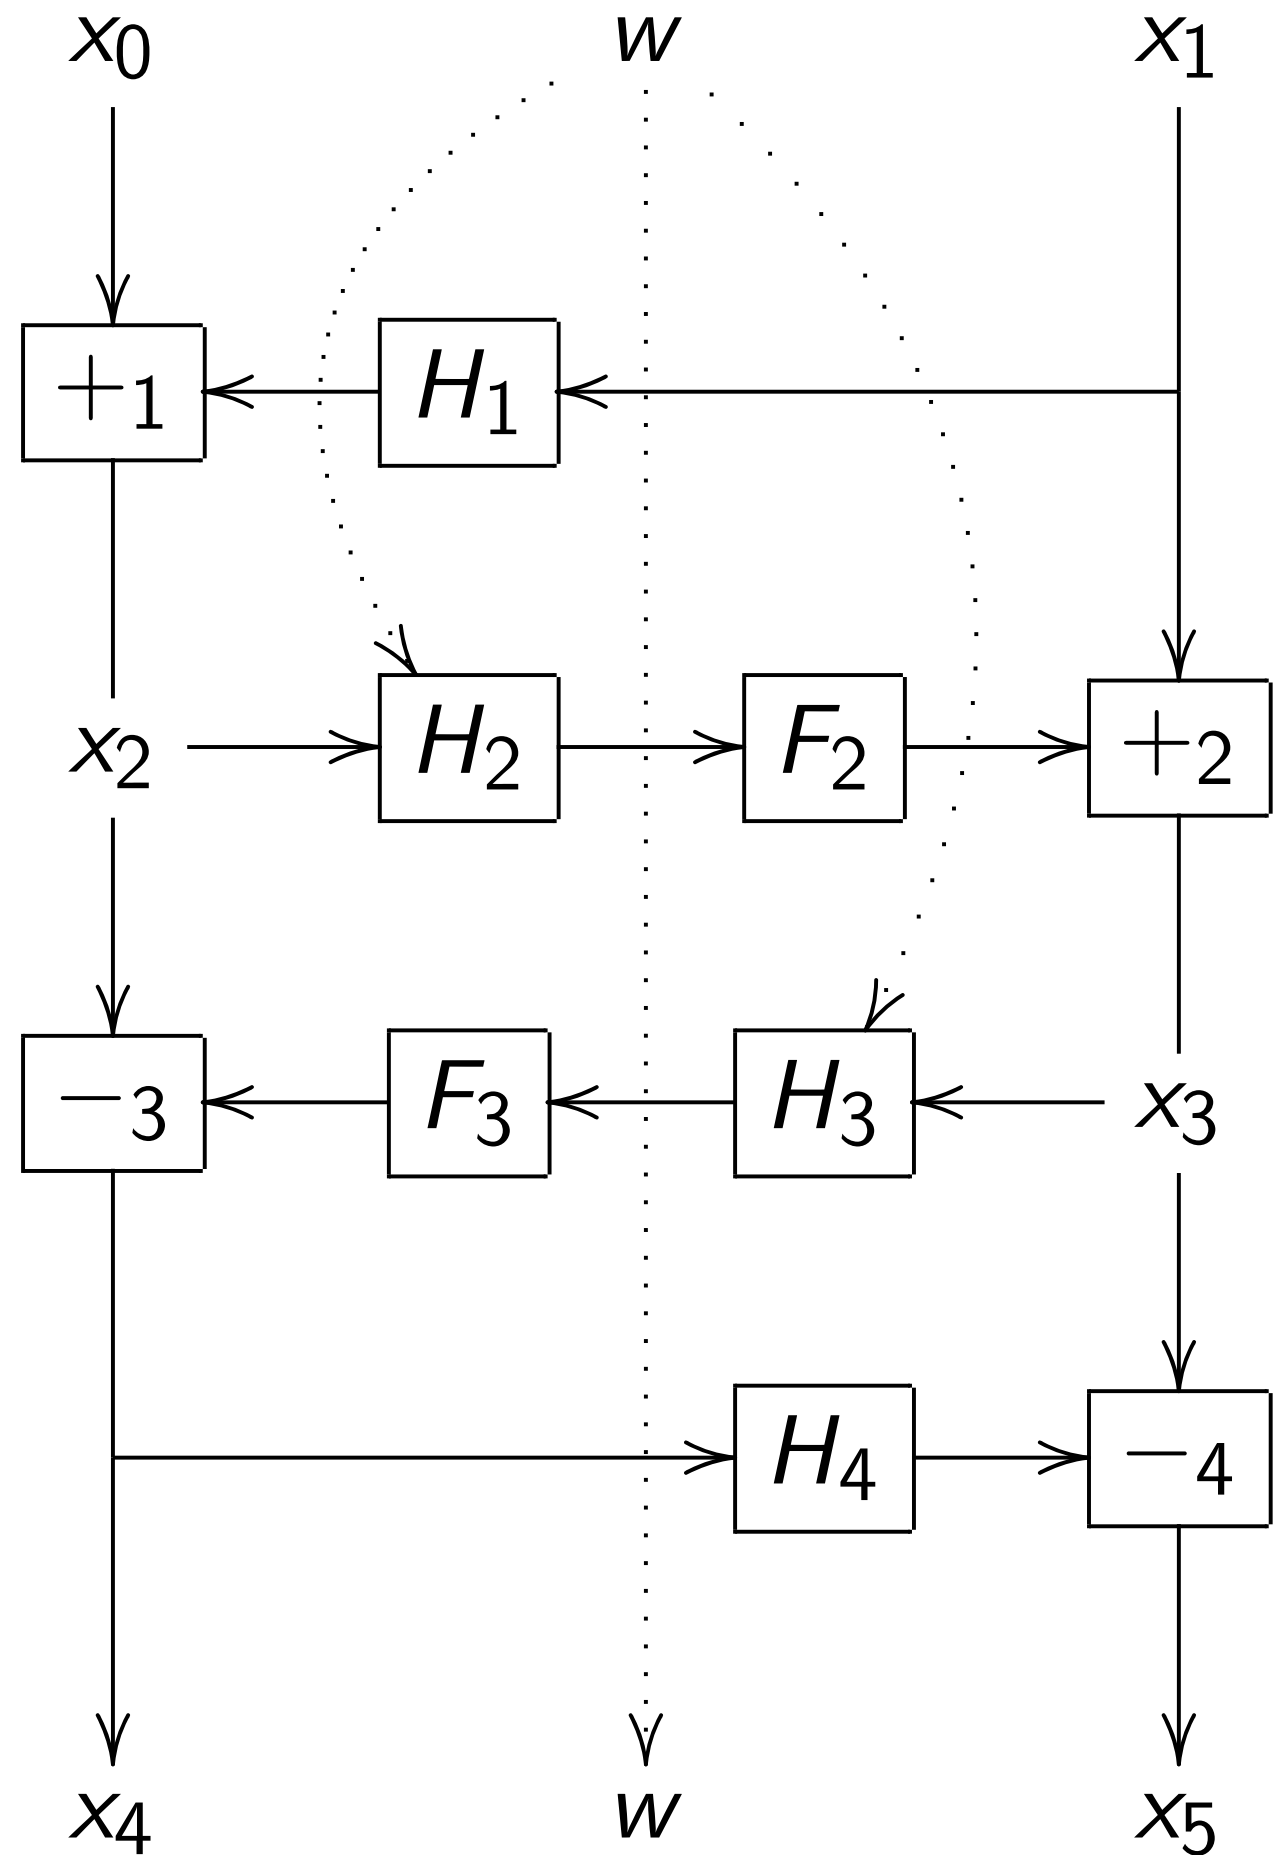 x₀ w x₁
+₁ H₁
x₂ H₂ F₂ +₂
−₃ F₃ H₃ x₃
H₄ −₄
x₄ w x₅